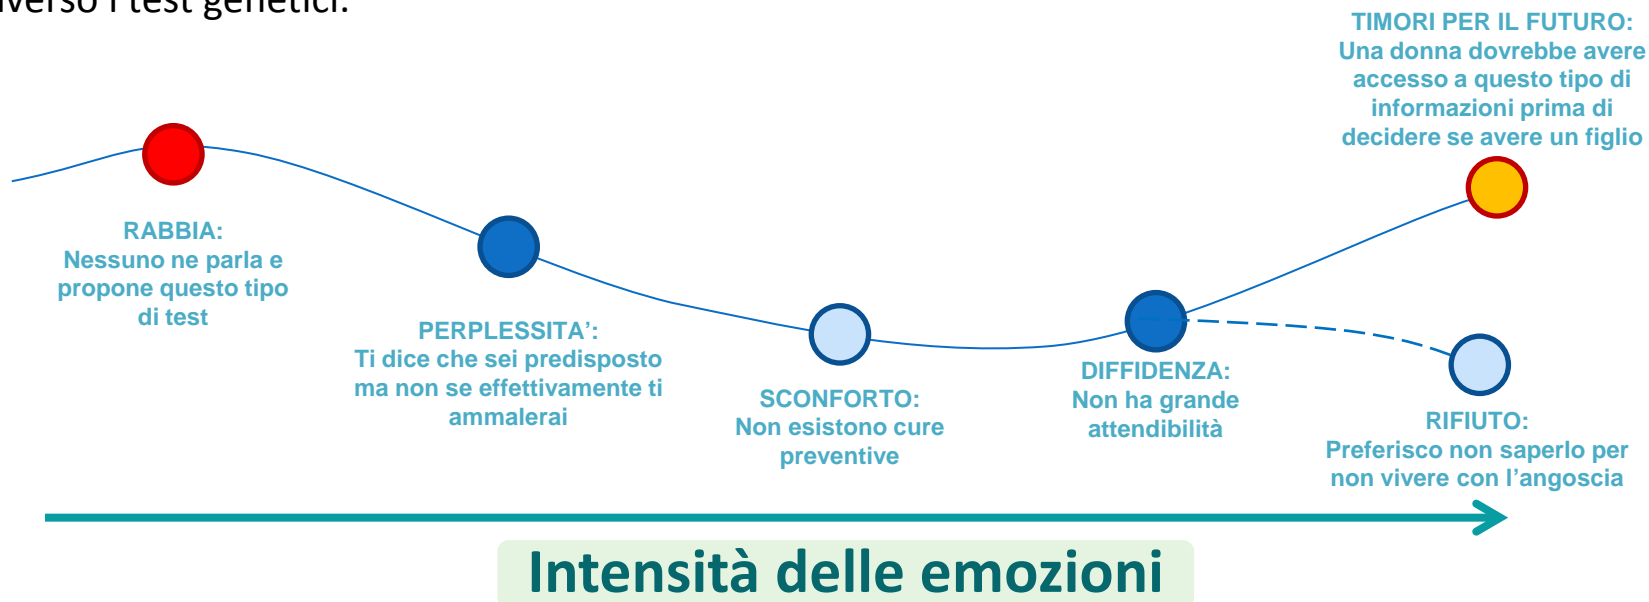 verso i test genetici.
TIMORI PER IL FUTURO:
Una donna dovrebbe avere
accesso a questo tipo di
informazioni prima di
decidere se avere un figlio
RABBIA:
Nessuno ne parla e
propone questo tipo
di test
PERPLESSITA’:
Ti dice che sei predisposto
ma non se effettivamente ti
ammalerai
SCONFORTO:
Non esistono cure
preventive
DIFFIDENZA:
Non ha grande
attendibilità
RIFIUTO:
Preferisco non saperlo per
non vivere con l’angoscia
Intensità delle emozioni